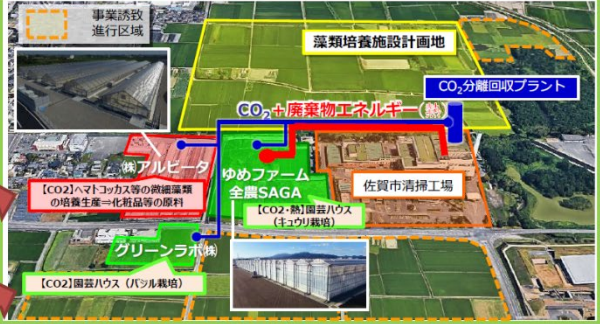 事業誘致
進行区域
藻類培養施設計画地
CO2分離回収プラント
CO2+廃棄物エネルギー(熱)
㈱アルビータ
【CO2】ヘマトコッカス等の微細藻類
の培養生産⇒化粧品等の原料
ゆめファーム
全農SAGA
【CO2・熱】園芸ハウス
(キュウリ栽培)
佐賀市清掃工場
グリーンラボ㈱
【CO2】園芸ハウス(バジル栽培)